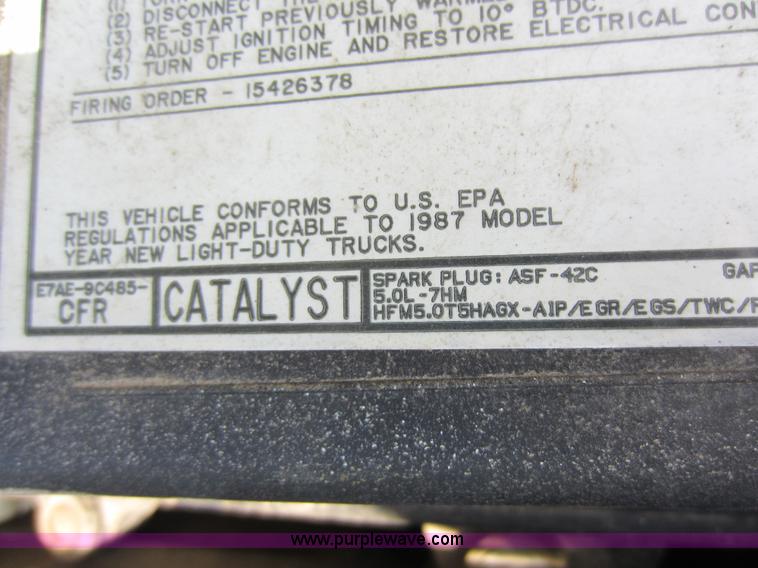 (2) DISCONNECT THE
(3) RE-START PREVIOUSLY WARMED
(4) ADJUST IGNITION TIMING TO 10° BTDC.
(5) TURN OFF ENGINE AND RESTORE ELECTRICAL CON
FIRING ORDER - 15426378
THIS VEHICLE CONFORMS TO U.S. EPA
REGULATIONS APPLICABLE TO 1987 MODEL
YEAR NEW LIGHT-DUTY TRUCKS.
E7AE-9C485-
CFR
CATALYST
SPARK PLUG: ASF-42C GAP
5.0L-7HM
HFM5.0T5HAGX-AIP/EGR/EGS/TWC/F
www.purplewave.com